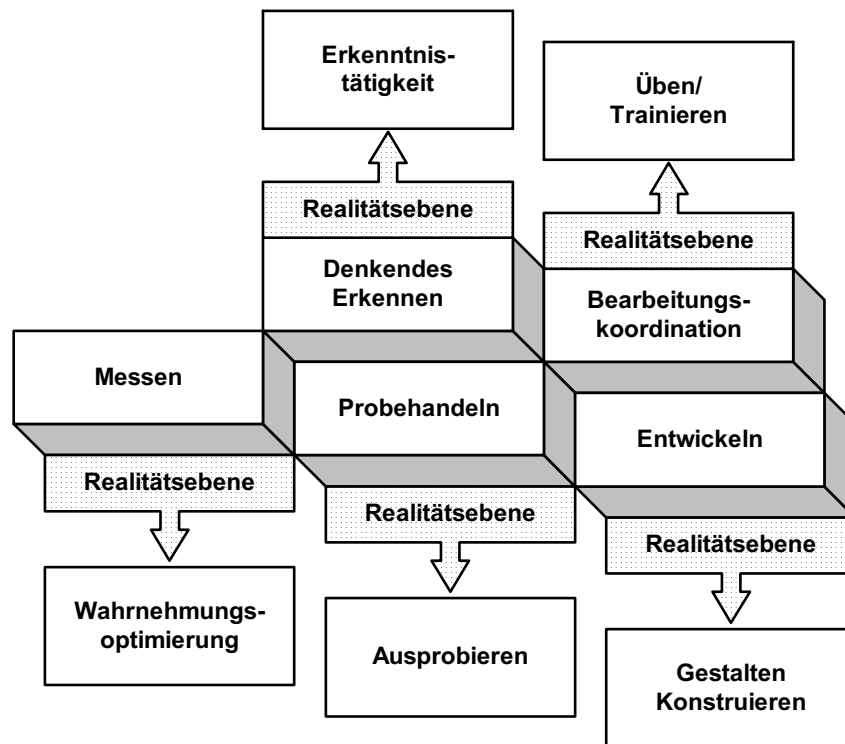 Erkenntnis-
tätigkeit
Üben/
Trainieren
Realitätsebene
Realitätsebene
Denkendes
Erkennen
Bearbeitungs-
koordination
Messen
Probehandeln
Entwickeln
Realitätsebene
Realitätsebene
Realitätsebene
Wahrnehmungs-
optimierung
Ausprobieren
Gestalten
Konstruieren